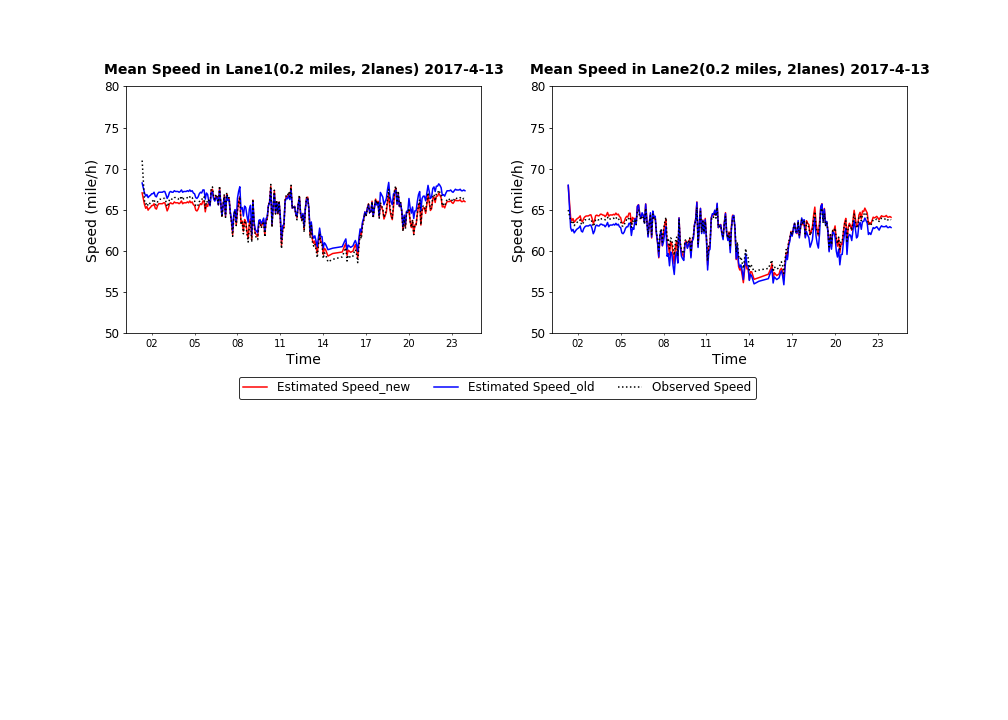 Mean Speed in Lane1(0.2 miles, 2lanes) 2017-4-13
80
75
70
65
60
55
50
Speed (mile/h)
02 05 08 11 14 17 20 23
Time
Mean Speed in Lane2(0.2 miles, 2lanes) 2017-4-13
80
75
70
65
60
55
50
Speed (mile/h)
02 05 08 11 14 17 20 23
Time
Estimated Speed_new Estimated Speed_old Observed Speed